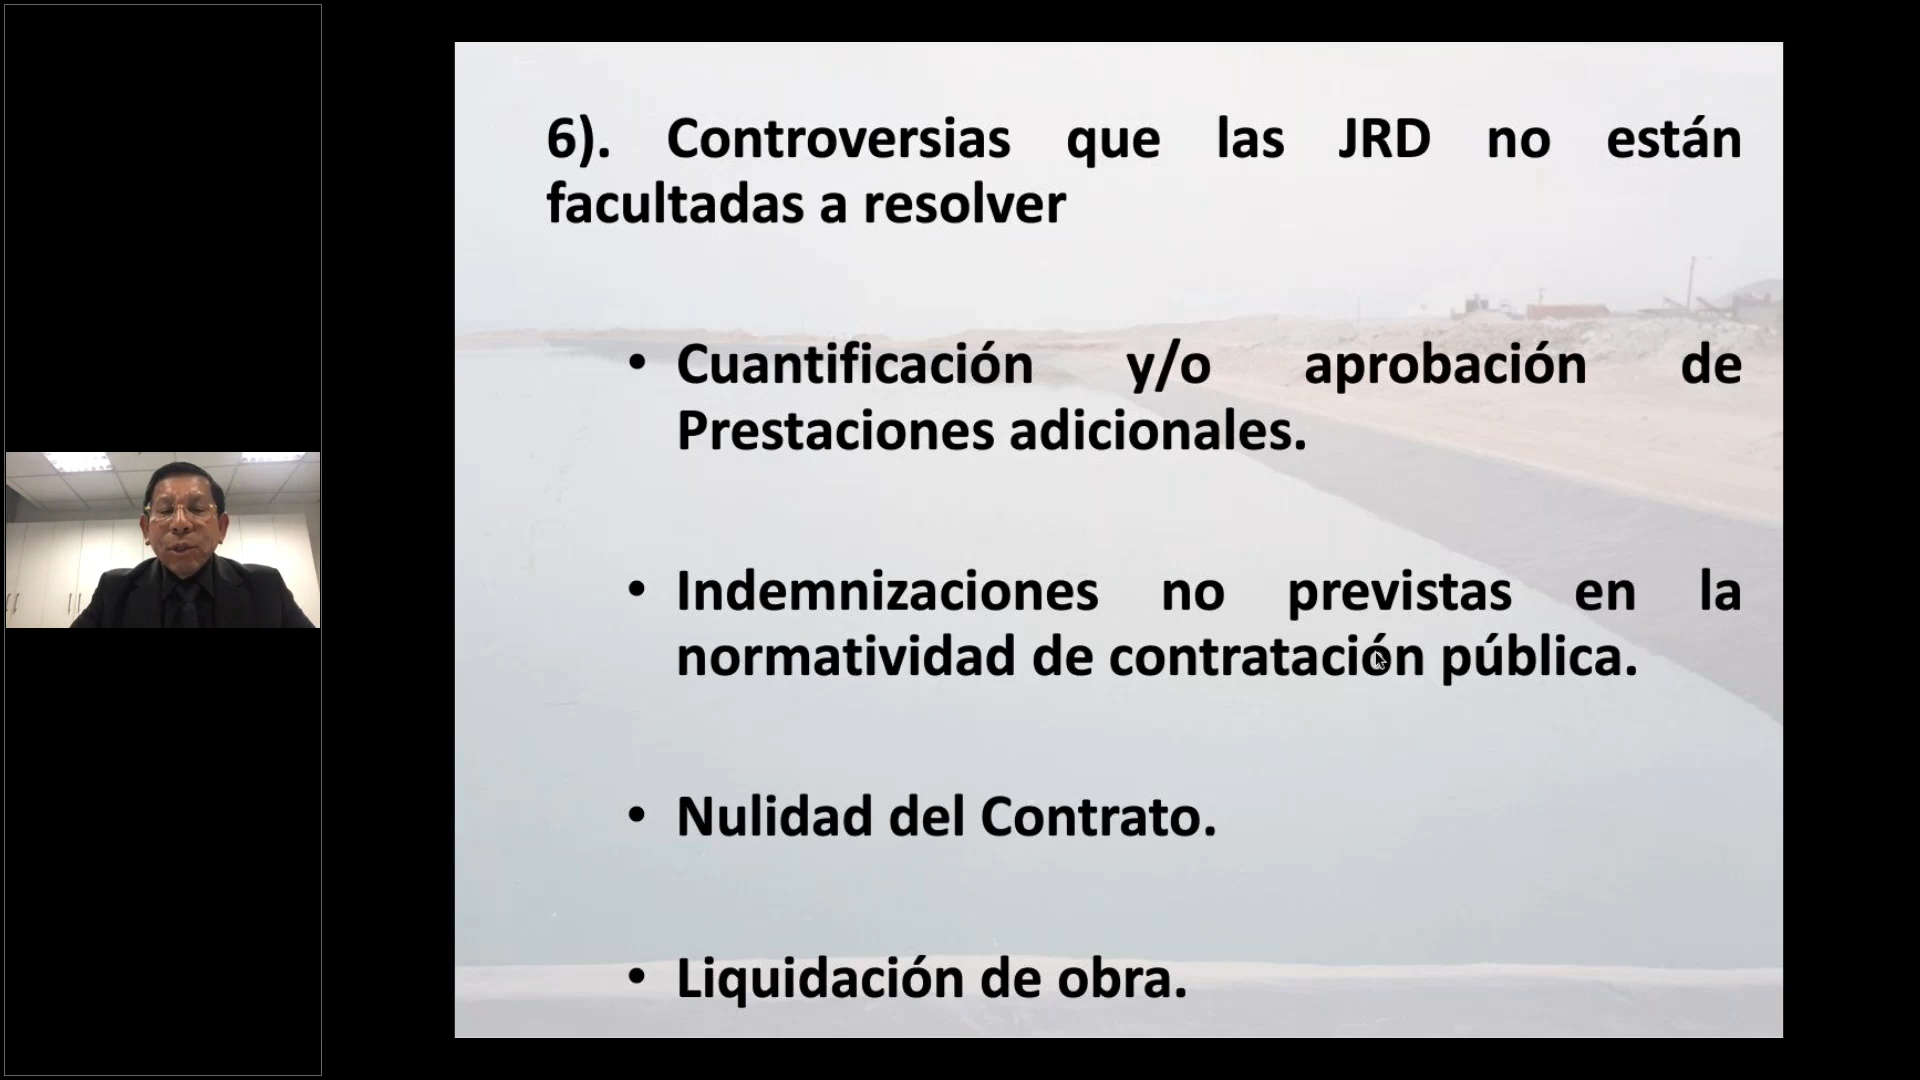 6). Controversias que las JRD no están
facultadas a resolver
• Cuantificación y/o aprobación de
Prestaciones adicionales.
• Indemnizaciones no previstas en la
normatividad de contratación pública.
• Nulidad del Contrato.
• Liquidación de obra.